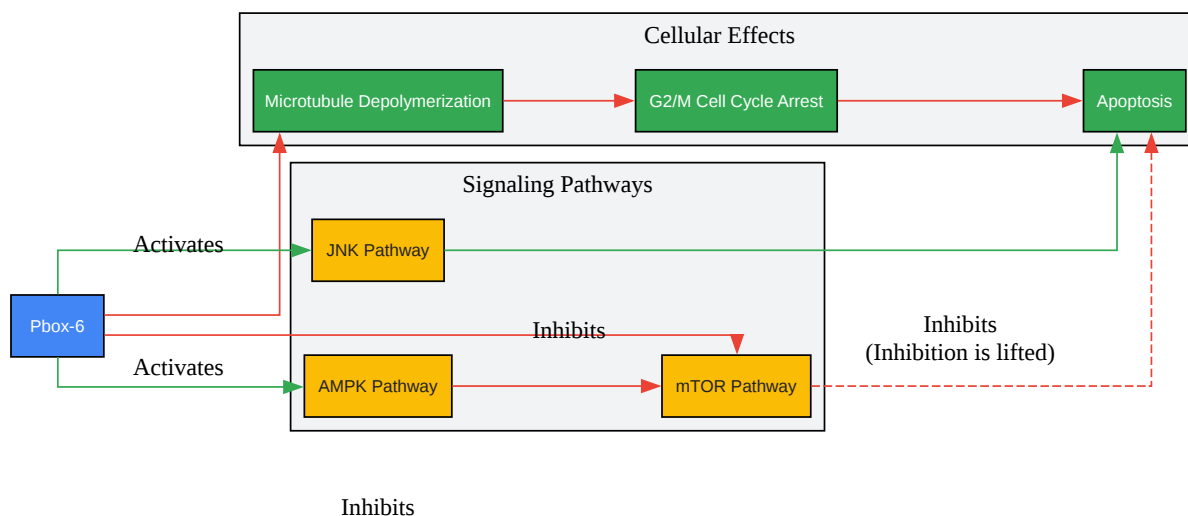 Cellular Effects
Microtubule Depolymerization
G2/M Cell Cycle Arrest
Apoptosis
Signaling Pathways
Activates
JNK Pathway
Pbox-6
Inhibits
Inhibits
(Inhibition is lifted)
Activates
AMPK Pathway
mTOR Pathway
Inhibits